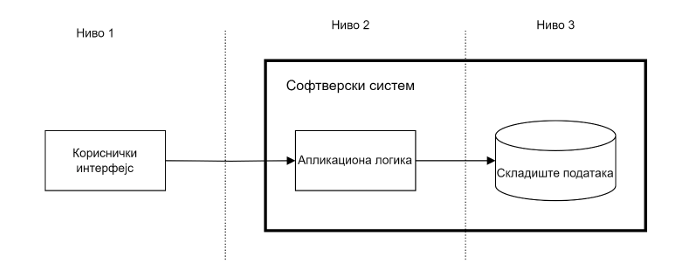 Ниво 1
Ниво 2
Ниво 3
Софтверски систем
Кориснички
интерфејс
Апликациона логика
Складиште података